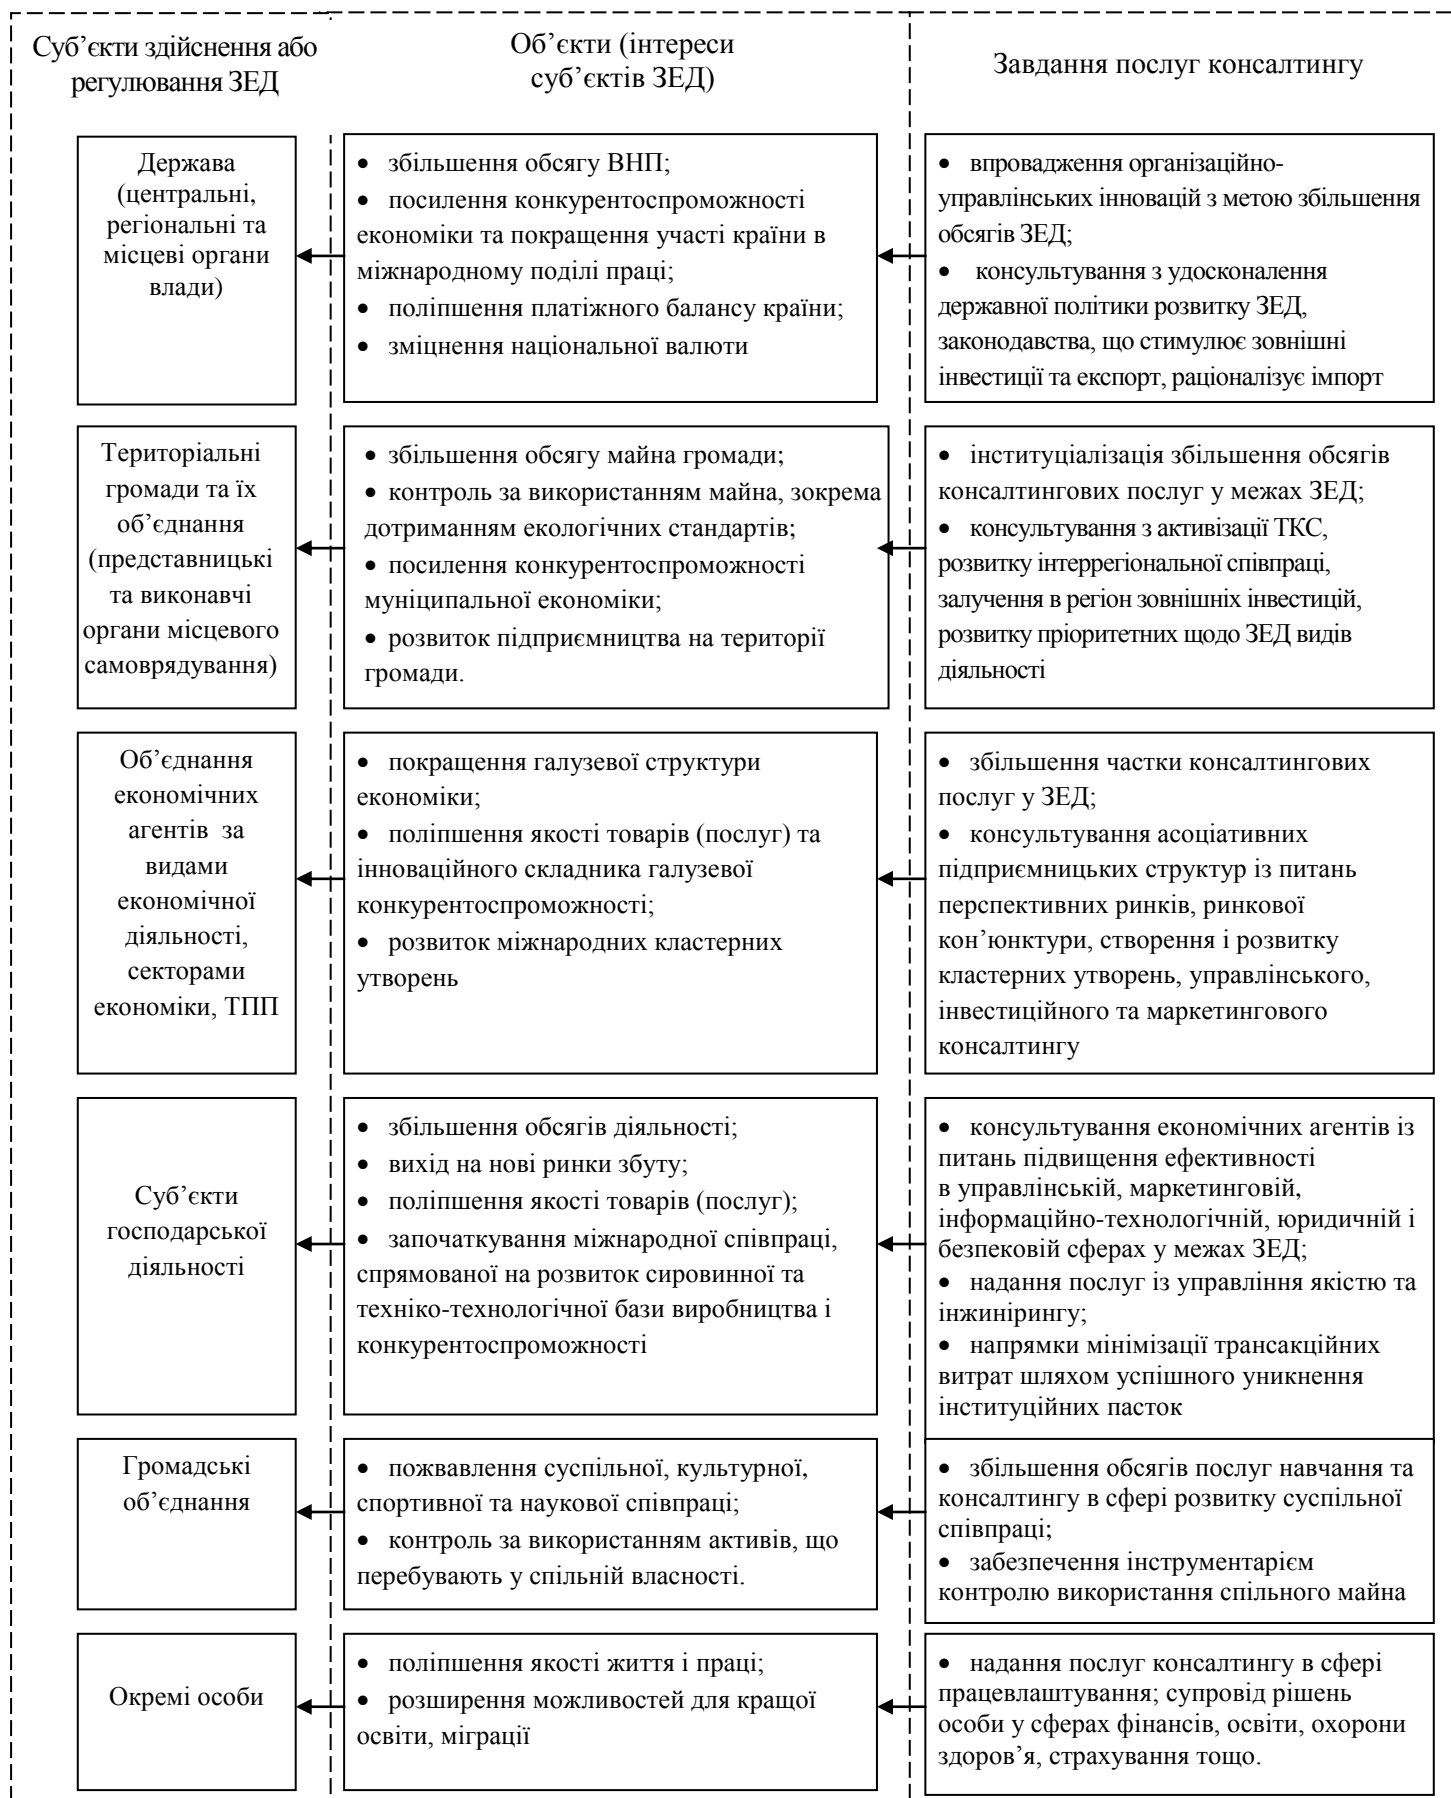 Суб’єкти здійснення або
регулювання ЗЕД
Об’єкти (інтереси
суб’єктів ЗЕД)
Завдання послуг консалтингу
Держава
(центральні,
регіональні та
місцеві органи
влади)
• збільшення обсягу ВНП;
• посилення конкурентоспроможності
економіки та покращення участі країни в
міжнародному поділі праці;
• поліпшення платіжного балансу країни;
• зміцнення національної валюти
• впровадження організаційно-
управлінських інновацій з метою збільшення
обсягів ЗЕД;
• консультування з удосконалення
державної політики розвитку ЗЕД,
законодавства, що стимулює зовнішні
інвестиції та експорт, раціоналізує імпорт
Територіальні
громади та їх
об’єднання
(представницькі
та виконавчі
органи місцевого
самоврядування)
• збільшення обсягу майна громади;
• контроль за використанням майна, зокрема
дотриманням екологічних стандартів;
• посилення конкурентоспроможності
муніципальної економіки;
• розвиток підприємництва на території
громади.
• інституціалізація збільшення обсягів
консалтингових послуг у межах ЗЕД;
• консультування з активізації ТКС,
розвитку інтеррегіональної співпраці,
залучення в регіон зовнішніх інвестицій,
розвитку пріоритетних щодо ЗЕД видів
діяльності
Об’єднання
економічних
агентів за
видами
економічної
діяльності,
секторами
економіки, ТПП
• покращення галузевої структури
економіки;
• поліпшення якості товарів (послуг) та
інноваційного складника галузевої
конкурентоспроможності;
• розвиток міжнародних кластерних
утворень
• збільшення частки консалтингових
послуг у ЗЕД;
• консультування асоціативних
підприємницьких структур із питань
перспективних ринків, ринкової
кон’юнктури, створення і розвитку
кластерних утворень, управлінського,
інвестиційного та маркетингового
консалтингу
Суб’єкти
господарської
діяльності
• збільшення обсягів діяльності;
• вихід на нові ринки збуту;
• поліпшення якості товарів (послуг);
• започаткування міжнародної співпраці,
спрямованої на розвиток сировинної та
техніко-технологічної бази виробництва і
конкурентоспроможності
• консультування економічних агентів із
питань підвищення ефективності
в управлінській, маркетинговій,
інформаційно-технологічній, юридичній і
безпековій сферах у межах ЗЕД;
• надання послуг із управління якістю та
інжинірингу;
• напрямки мінімізації трансакційних
витрат шляхом успішного уникнення
інституційних пасток
Громадські
об’єднання
• пожвавлення суспільної, культурної,
спортивної та наукової співпраці;
• контроль за використанням активів, що
перебувають у спільній власності.
• збільшення обсягів послуг навчання та
консалтингу в сфері розвитку суспільної
співпраці;
• забезпечення інструментарієм
контролю використання спільного майна
Окремі особи
• поліпшення якості життя і праці;
• розширення можливостей для кращої
освіти, міграції
• надання послуг консалтингу в сфері
працевлаштування; супровід рішень
особи у сферах фінансів, освіти, охорони
здоров’я, страхування тощо.